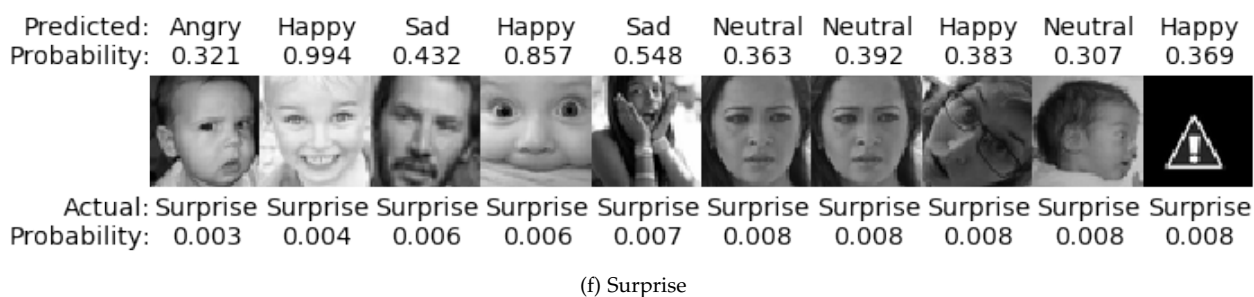 Predicted: Angry Happy Sad Happy Sad Neutral Neutral Happy Neutral Happy
Probability: 0.321 0.994 0.432 0.857 0.548 0.363 0.392 0.383 0.307 0.369
!
Actual: Surprise Surprise Surprise Surprise Surprise Surprise Surprise Surprise Surprise Surprise
Probability: 0.003 0.004 0.006 0.006 0.007 0.008 0.008 0.008 0.008 0.008
(f) Surprise